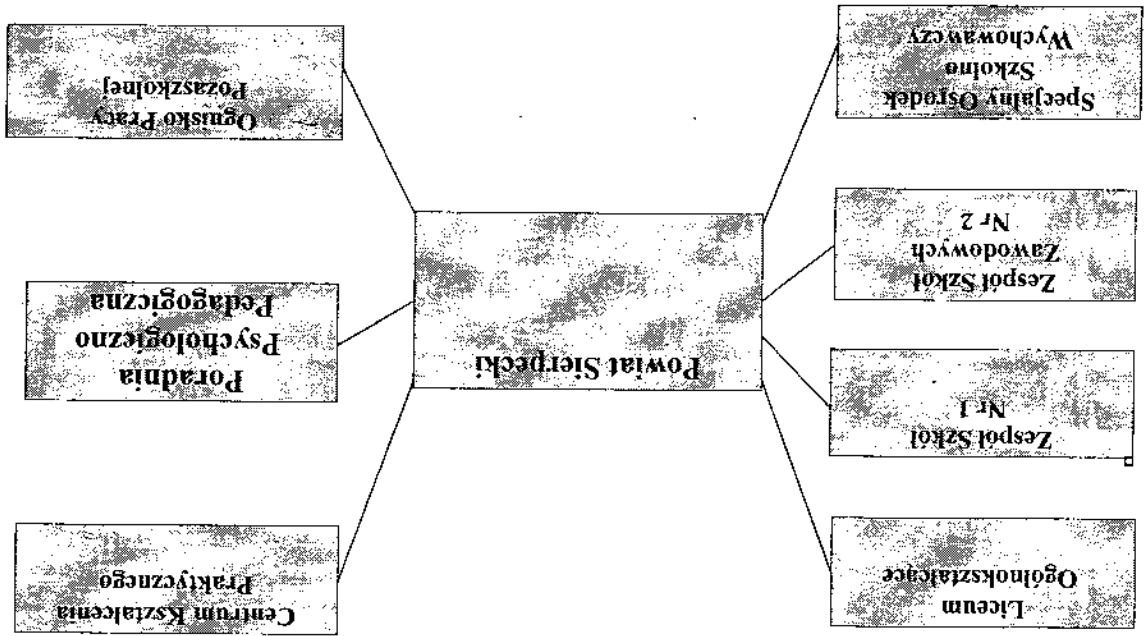 Liceum
Ogólnokształcące
Zespół Szkół
Nr 1
Zespół Szkół
Zawodowych
Nr 2
Specjalny Ośrodek
Szkolno
Wychowawczy
Powiat Sierpecki
Centrum Kształcenia
Praktycznego
Poradnia
Psychologiczno
Pedagogiczna
Ognisko Pracy
Pozaszkolnej